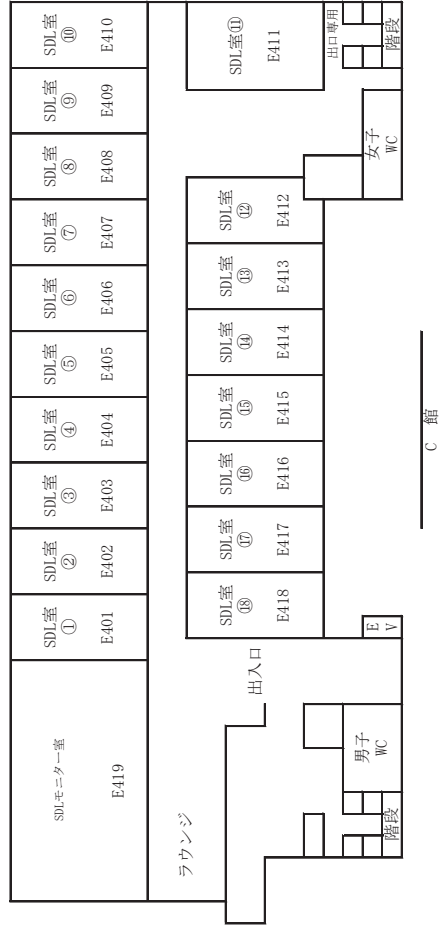 SDLモニター室
E419
SDL室
①
E401
SDL室
②
E402
SDL室
③
E403
SDL室
④
E404
SDL室
⑤
E405
SDL室
⑥
E406
SDL室
⑦
E407
SDL室
⑧
E408
SDL室
⑨
E409
SDL室
⑩
E410
ラウンジ
出入口
SDL室
⑱
E418
SDL室
⑰
E417
SDL室
⑯
E416
SDL室
⑮
E415
SDL室
⑭
E414
SDL室
⑬
E413
SDL室
⑫
E412
SDL室⑪
E411
出口専用
階段
男子
WC
E
V
女子
WC
階段
C 館